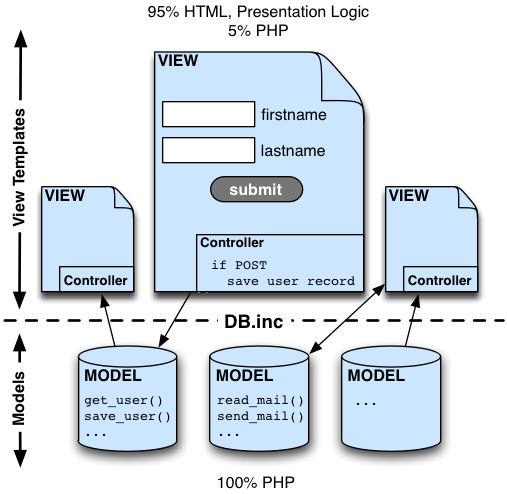 95% HTML, Presentation Logic
5% PHP
View Templates
VIEW
firstname
lastname
submit
Controller
if POST
save user record
VIEW
Controller
VIEW
Controller
DB.inc
Models
MODEL
get_user()
save_user()
...
MODEL
read_mail()
send_mail()
...
MODEL
...
100% PHP